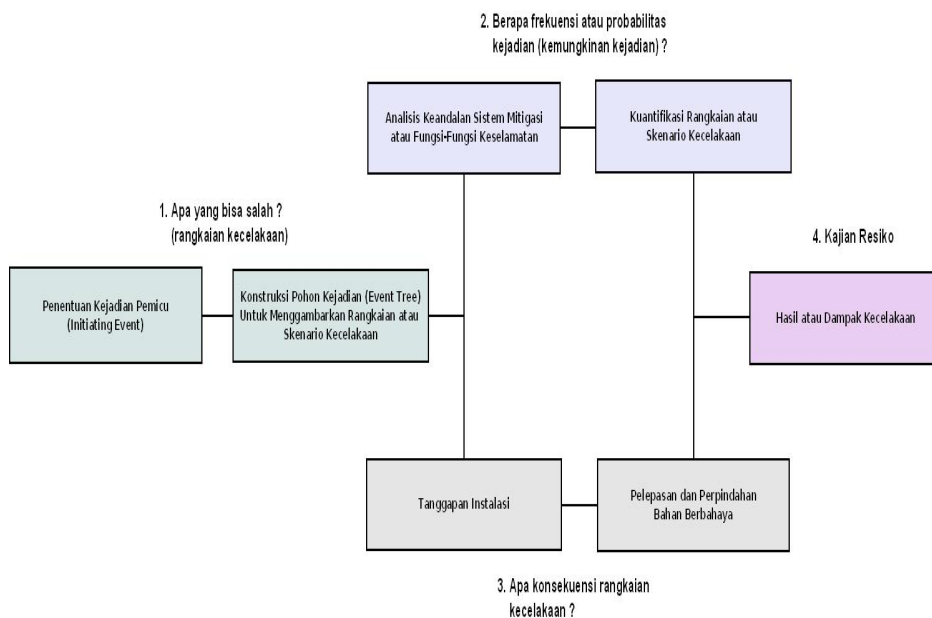 2. Berapa frekuensi atau probabilitas
kejadian (kemungkinan kejadian) ?
Analisis Keandalan Sistem Mitigasi
atau Fungsi-Fungsi Keselamatan
Kuantifikasi Rangkaian atau
Skenario Kecelakaan
1. Apa yang bisa salah ?
(rangkaian kecelakaan)
4. Kajian Resiko
Penentuan Kejadian Pemicu
(Initiating Event)
Konstruksi Pohon Kejadian (Event Tree)
Untuk Menggambarkan Rangkaian atau
Skenario Kecelakaan
Hasil atau Dampak Kecelakaan
Tanggapan Instalasi
Pelepasan dan Perpindahan
Bahan Berbahaya
3. Apa konsekuensi rangkaian
kecelakaan ?